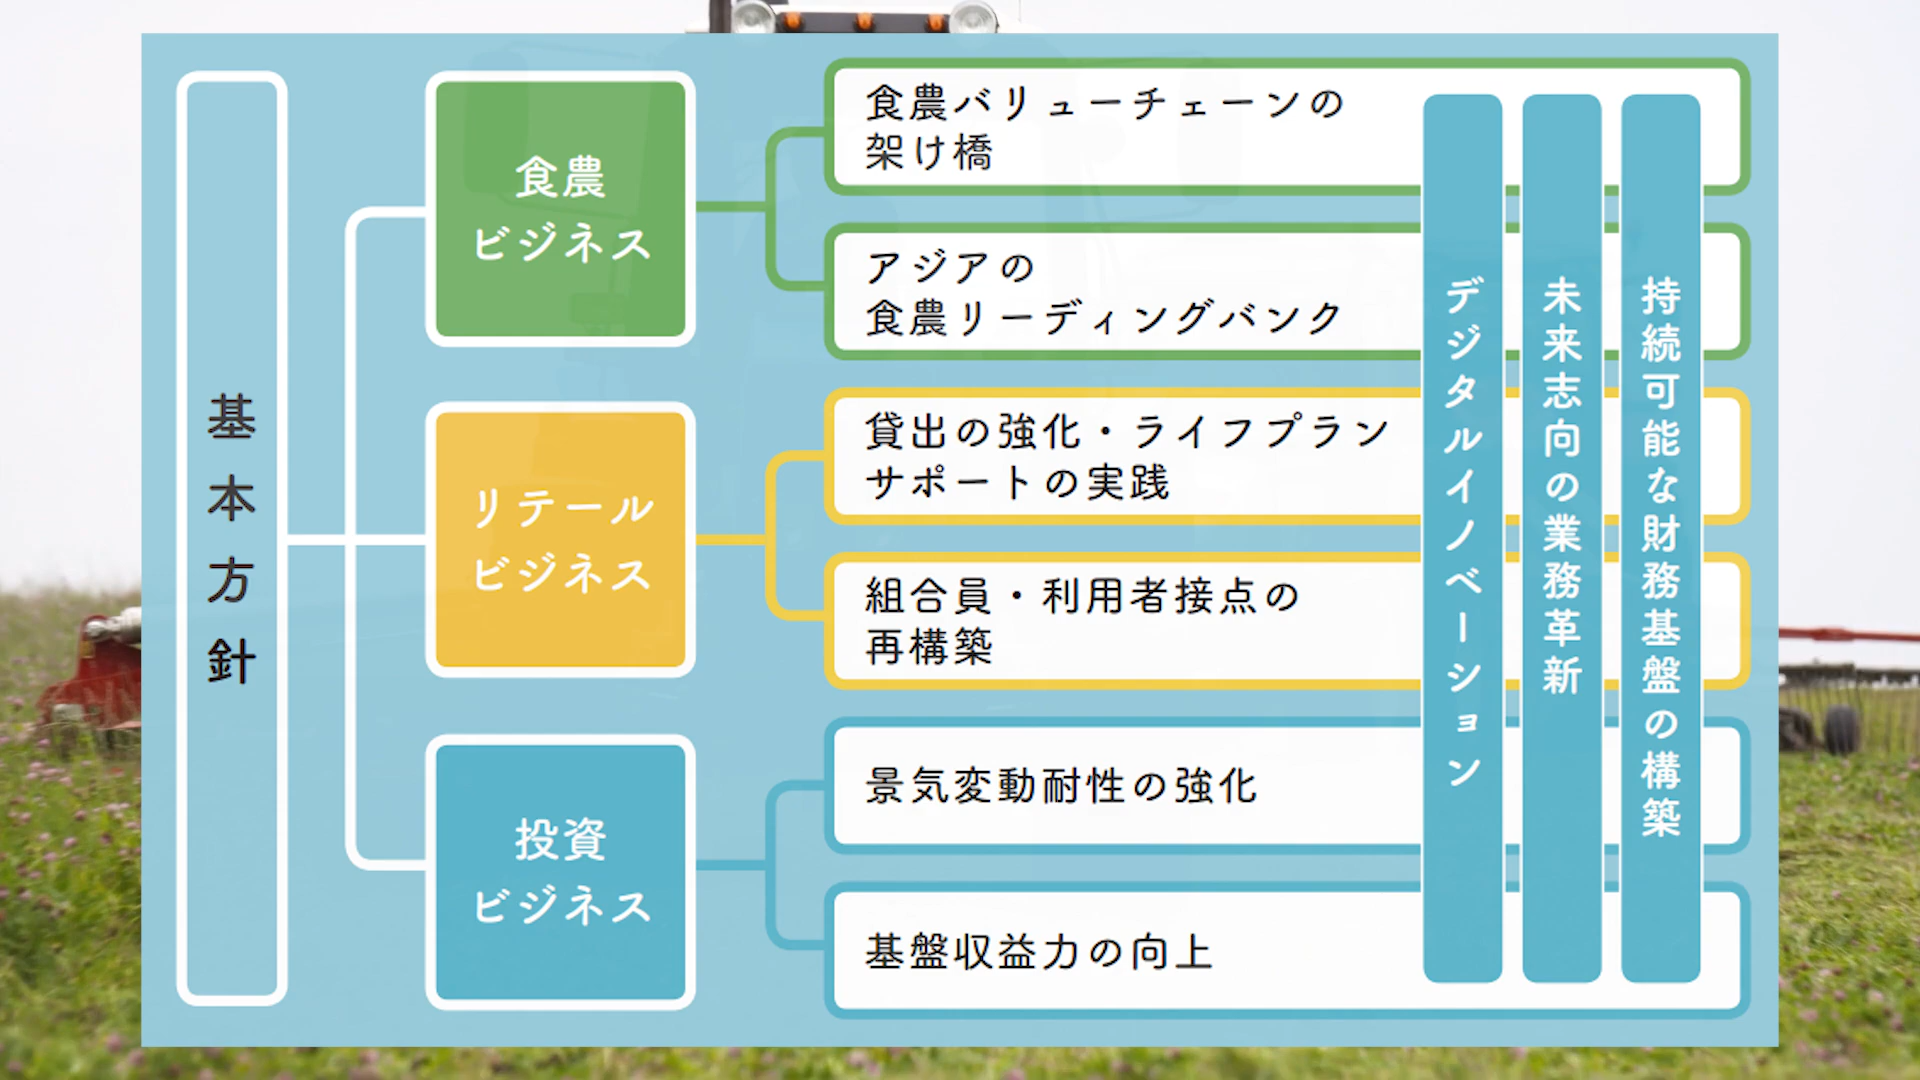 基本方針
食農
ビジネス
食農バリューチェーンの
架け橋
アジアの
食農リーディングバンク
リテール
ビジネス
貸出の強化・ライフプラン
サポートの実践
組合員・利用者接点の
再構築
投資
ビジネス
景気変動耐性の強化
基盤収益力の向上
デジタルイノベーション
未来志向の業務革新
持続可能な財務基盤の構築